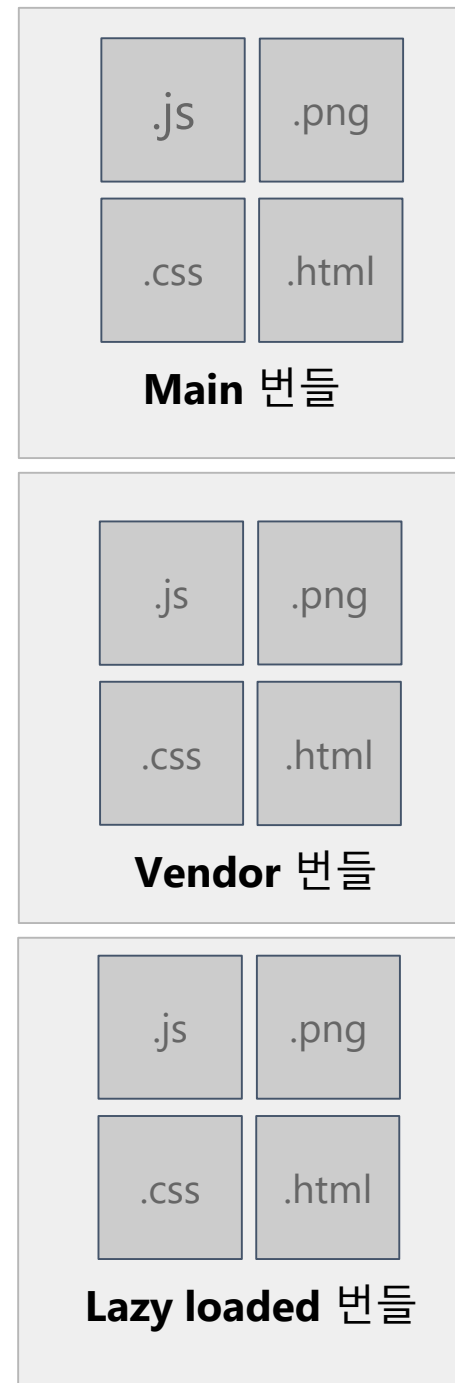 .js .png
.css .html
Main 번들
.js .png
.css .html
Vendor 번들
.js .png
.css .html
Lazy loaded 번들